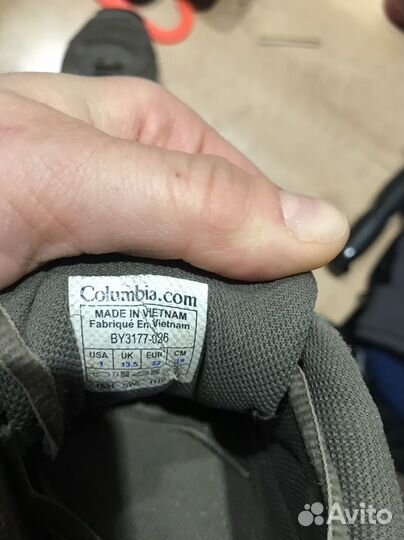 Columbia.com
MADE IN VIETNAM
Fabriqué En Vietnam
BY3177-026
USA UK EUR CM
1 13.5 32
Avito